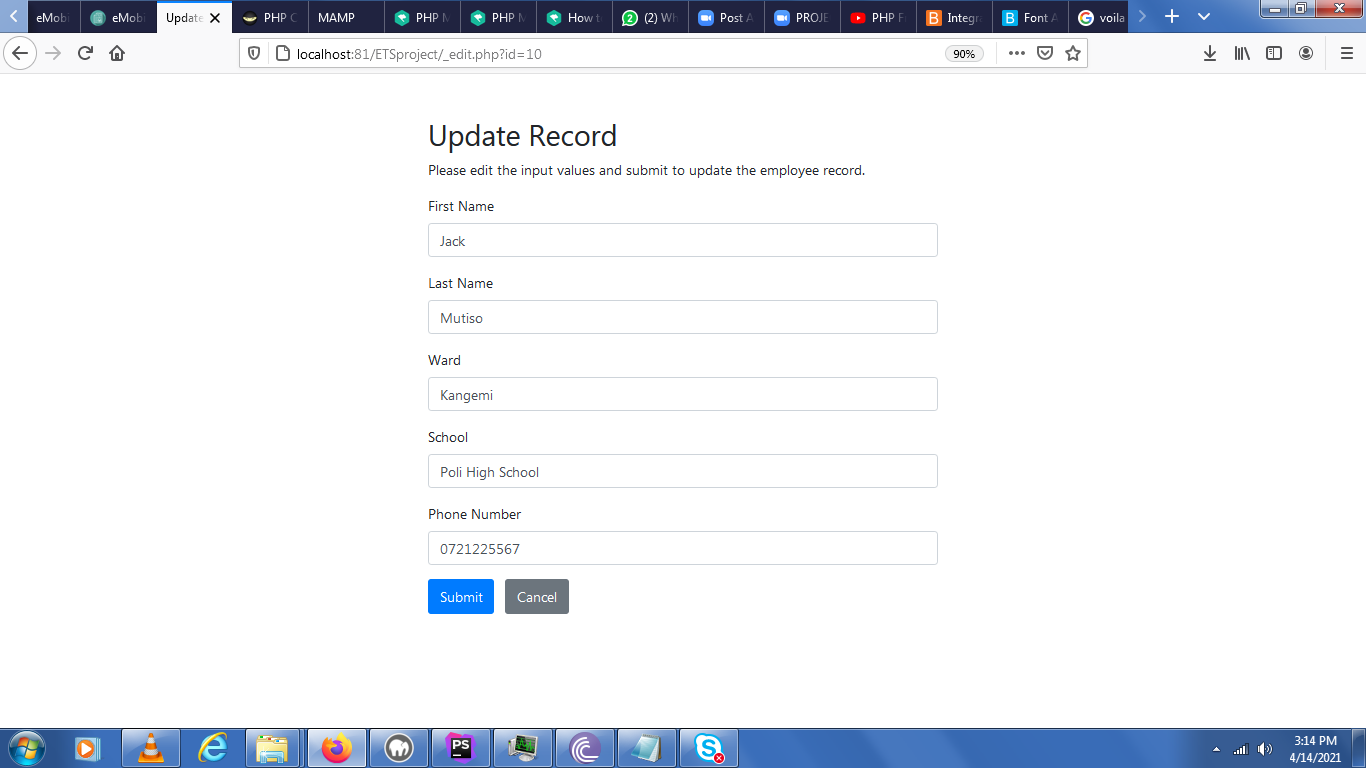 eMobi
eMobi
Update
PHP C
MAMP
PHP M
PHP M
How to
(2) Wh
Post A
PROJE
PHP Fr
Integra
Font A
voila
localhost:81/ETSproject/_edit.php?id=10
90%
Update Record
Please edit the input values and submit to update the employee record.
First Name
Jack
Last Name
Mutiso
Ward
Kangemi
School
Poli High School
Phone Number
0721225567
Submit
Cancel
PS
3:14 PM
4/14/2021